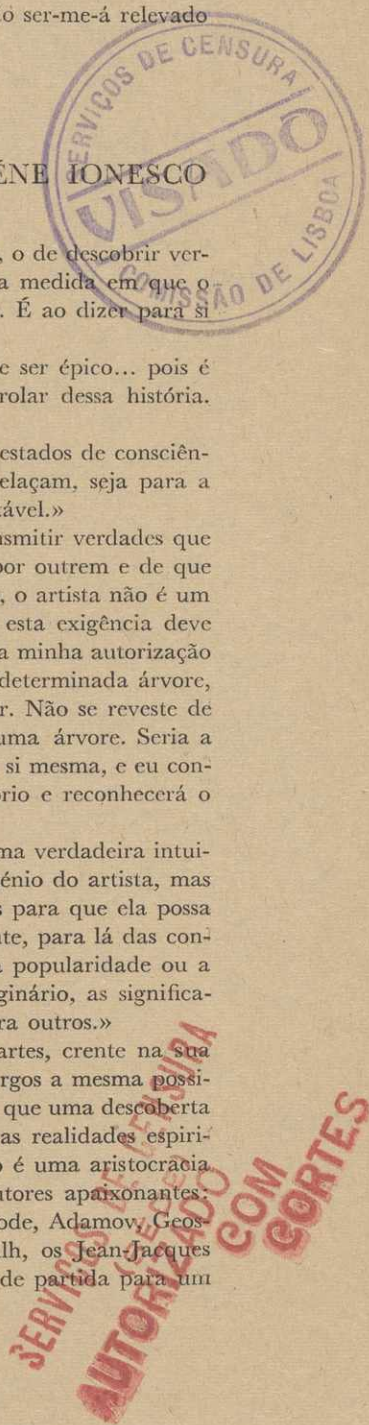 o ser-me-á relevado
SERVIÇOS DE CENSURA
VISADO
COMISSÃO DE LISBOA
ÉNE IONESCO
, o de descobrir ver-
a medida em que o
. É ao dizer para si
e ser épico... pois é
rolar dessa história.
estados de consciên-
elaçam, seja para a
tável.»
nsmitir verdades que
por outrem e de que
, o artista não é um
esta exigência deve
a minha autorização
determinada árvore,
r. Não se reveste de
uma árvore. Seria a
si mesma, e eu con-
ório e reconhecerá o
ma verdadeira intui-
énio do artista, mas
s para que ela possa
te, para lá das con-
a popularidade ou a
ginário, as significa-
ra outros.»
artes, crente na sua
rgos a mesma possi-
que uma descoberta
as realidades espiri-
o é uma aristocracia
utores apaixonantes:
ode, Adamov, Geos-
lh, os Jean-Jacques
de partida para um
SERVIÇOS DE CENSURA
AUTORIZADO
COM
CORTES